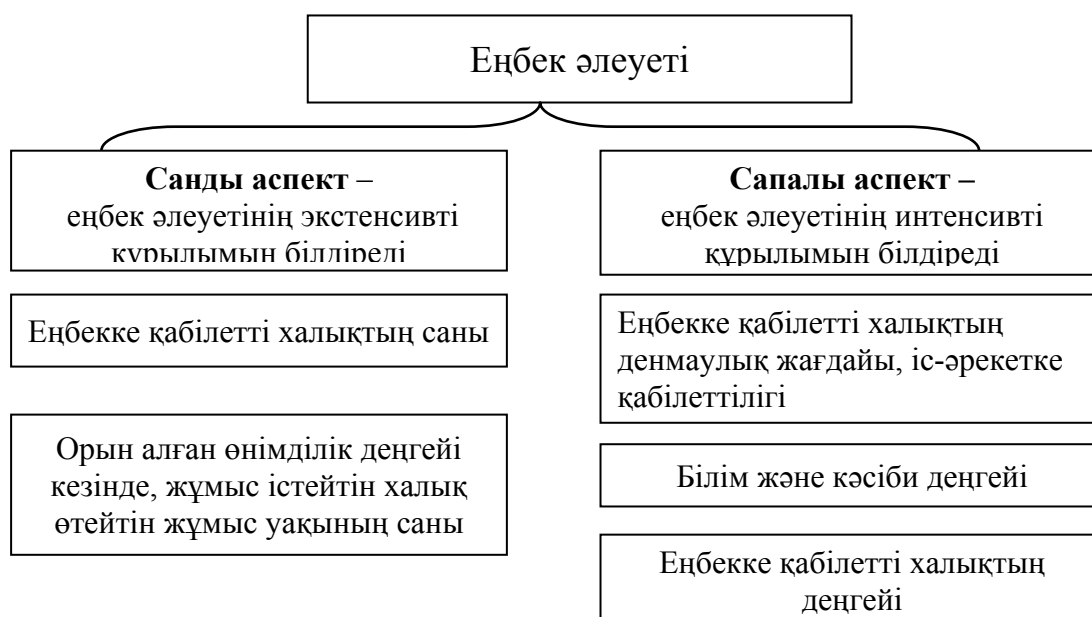 Еңбек әлеуеті
Санды аспект –
еңбек әлеуетінің экстенсивті
құрылымын білдіреді
Еңбекке қабілетті халықтың саны
Орын алған өнімділік деңгейі
кезінде, жұмыс істейтін халық
өтейтін жұмыс уақының саны
Сапалы аспект –
еңбек әлеуетінің интенсивті
құрылымын білдіреді
Еңбекке қабілетті халықтың
денмаулық жағдайы, іс-әрекетке
қабілеттілігі
Білім және кәсіби деңгейі
Еңбекке қабілетті халықтың
деңгейі